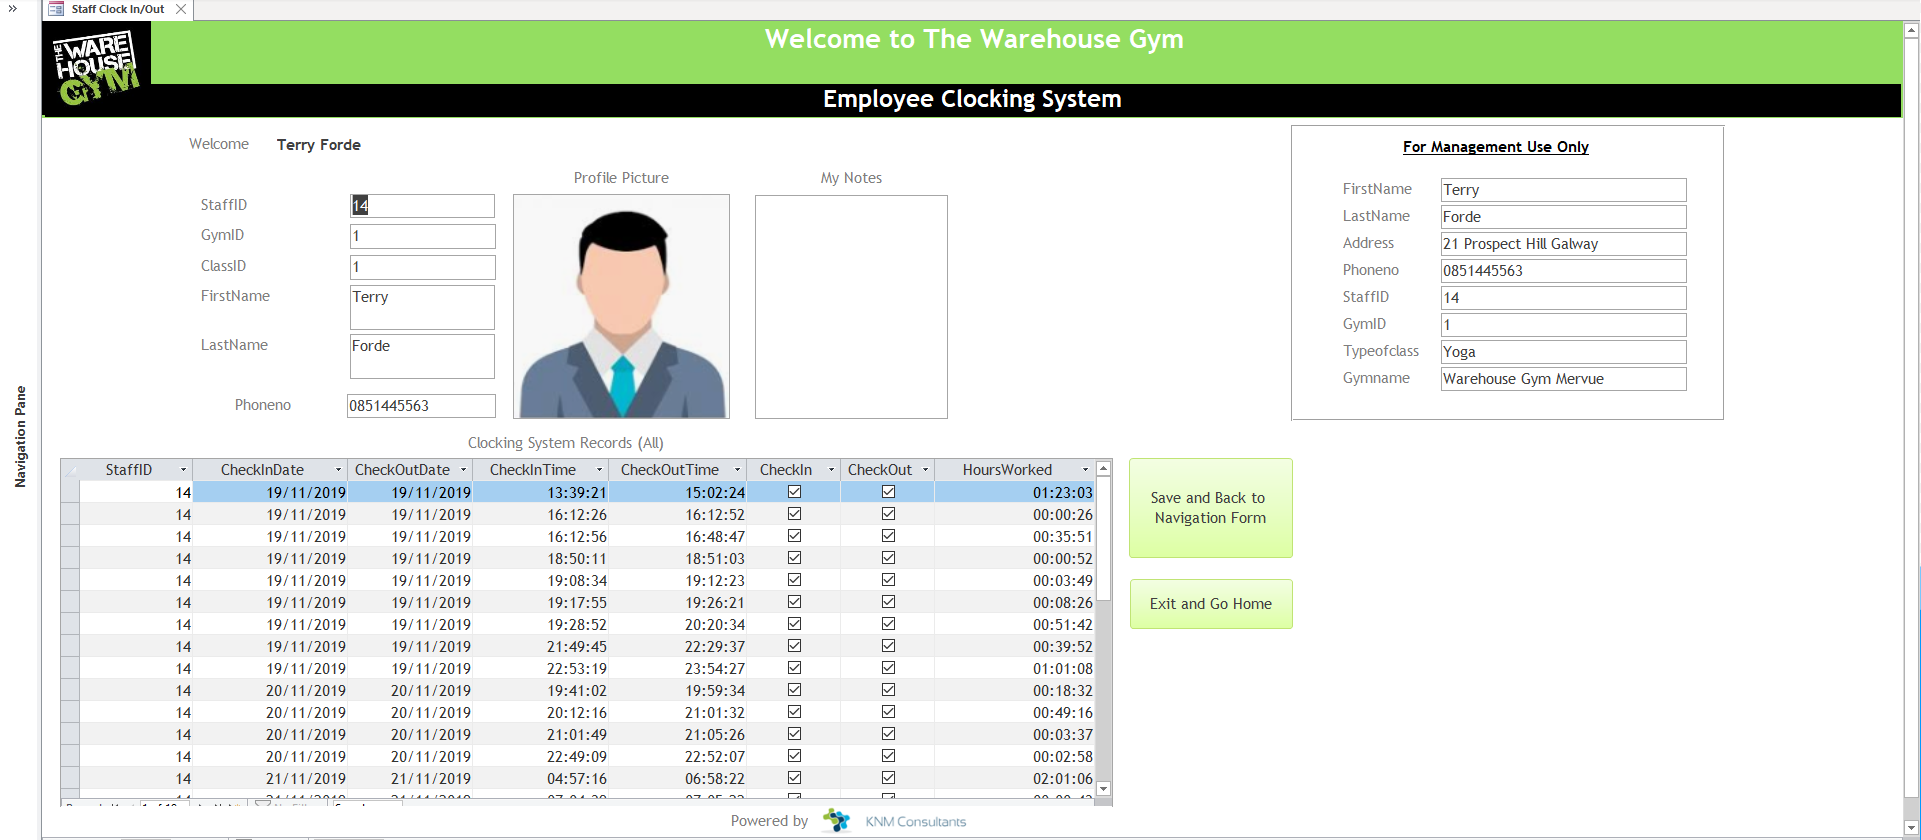 Staff Clock In/Out
THE WARE HOUSE GYM
Welcome to The Warehouse Gym
Employee Clocking System
Navigation Pane
Welcome Terry Forde
Profile Picture My Notes
StaffID 14
GymID 1
ClassID 1
FirstName Terry
LastName Forde
Phoneno 0851445563
For Management Use Only
FirstName Terry
LastName Forde
Address 21 Prospect Hill Galway
Phoneno 0851445563
StaffID 14
GymID 1
Typeofclass Yoga
Gymname Warehouse Gym Mervue
Clocking System Records (All)
StaffID CheckInDate CheckOutDate CheckInTime CheckOutTime CheckIn CheckOut HoursWorked
14 19/11/2019 19/11/2019 13:39:21 15:02:24 01:23:03
14 19/11/2019 19/11/2019 16:12:26 16:12:52 00:00:26
14 19/11/2019 19/11/2019 16:12:56 16:48:47 00:35:51
14 19/11/2019 19/11/2019 18:50:11 18:51:03 00:00:52
14 19/11/2019 19/11/2019 19:08:34 19:12:23 00:03:49
14 19/11/2019 19/11/2019 19:17:55 19:26:21 00:08:26
14 19/11/2019 19/11/2019 19:28:52 20:20:34 00:51:42
14 19/11/2019 19/11/2019 21:49:45 22:29:37 00:39:52
14 19/11/2019 19/11/2019 22:53:19 23:54:27 01:01:08
14 20/11/2019 20/11/2019 19:41:02 19:59:34 00:18:32
14 20/11/2019 20/11/2019 20:12:16 21:01:32 00:49:16
14 20/11/2019 20/11/2019 21:01:49 21:05:26 00:03:37
14 20/11/2019 20/11/2019 22:49:09 22:52:07 00:02:58
14 21/11/2019 21/11/2019 04:57:16 06:58:22 02:01:06
Save and Back to
Navigation Form
Exit and Go Home
Powered by KNM Consultants